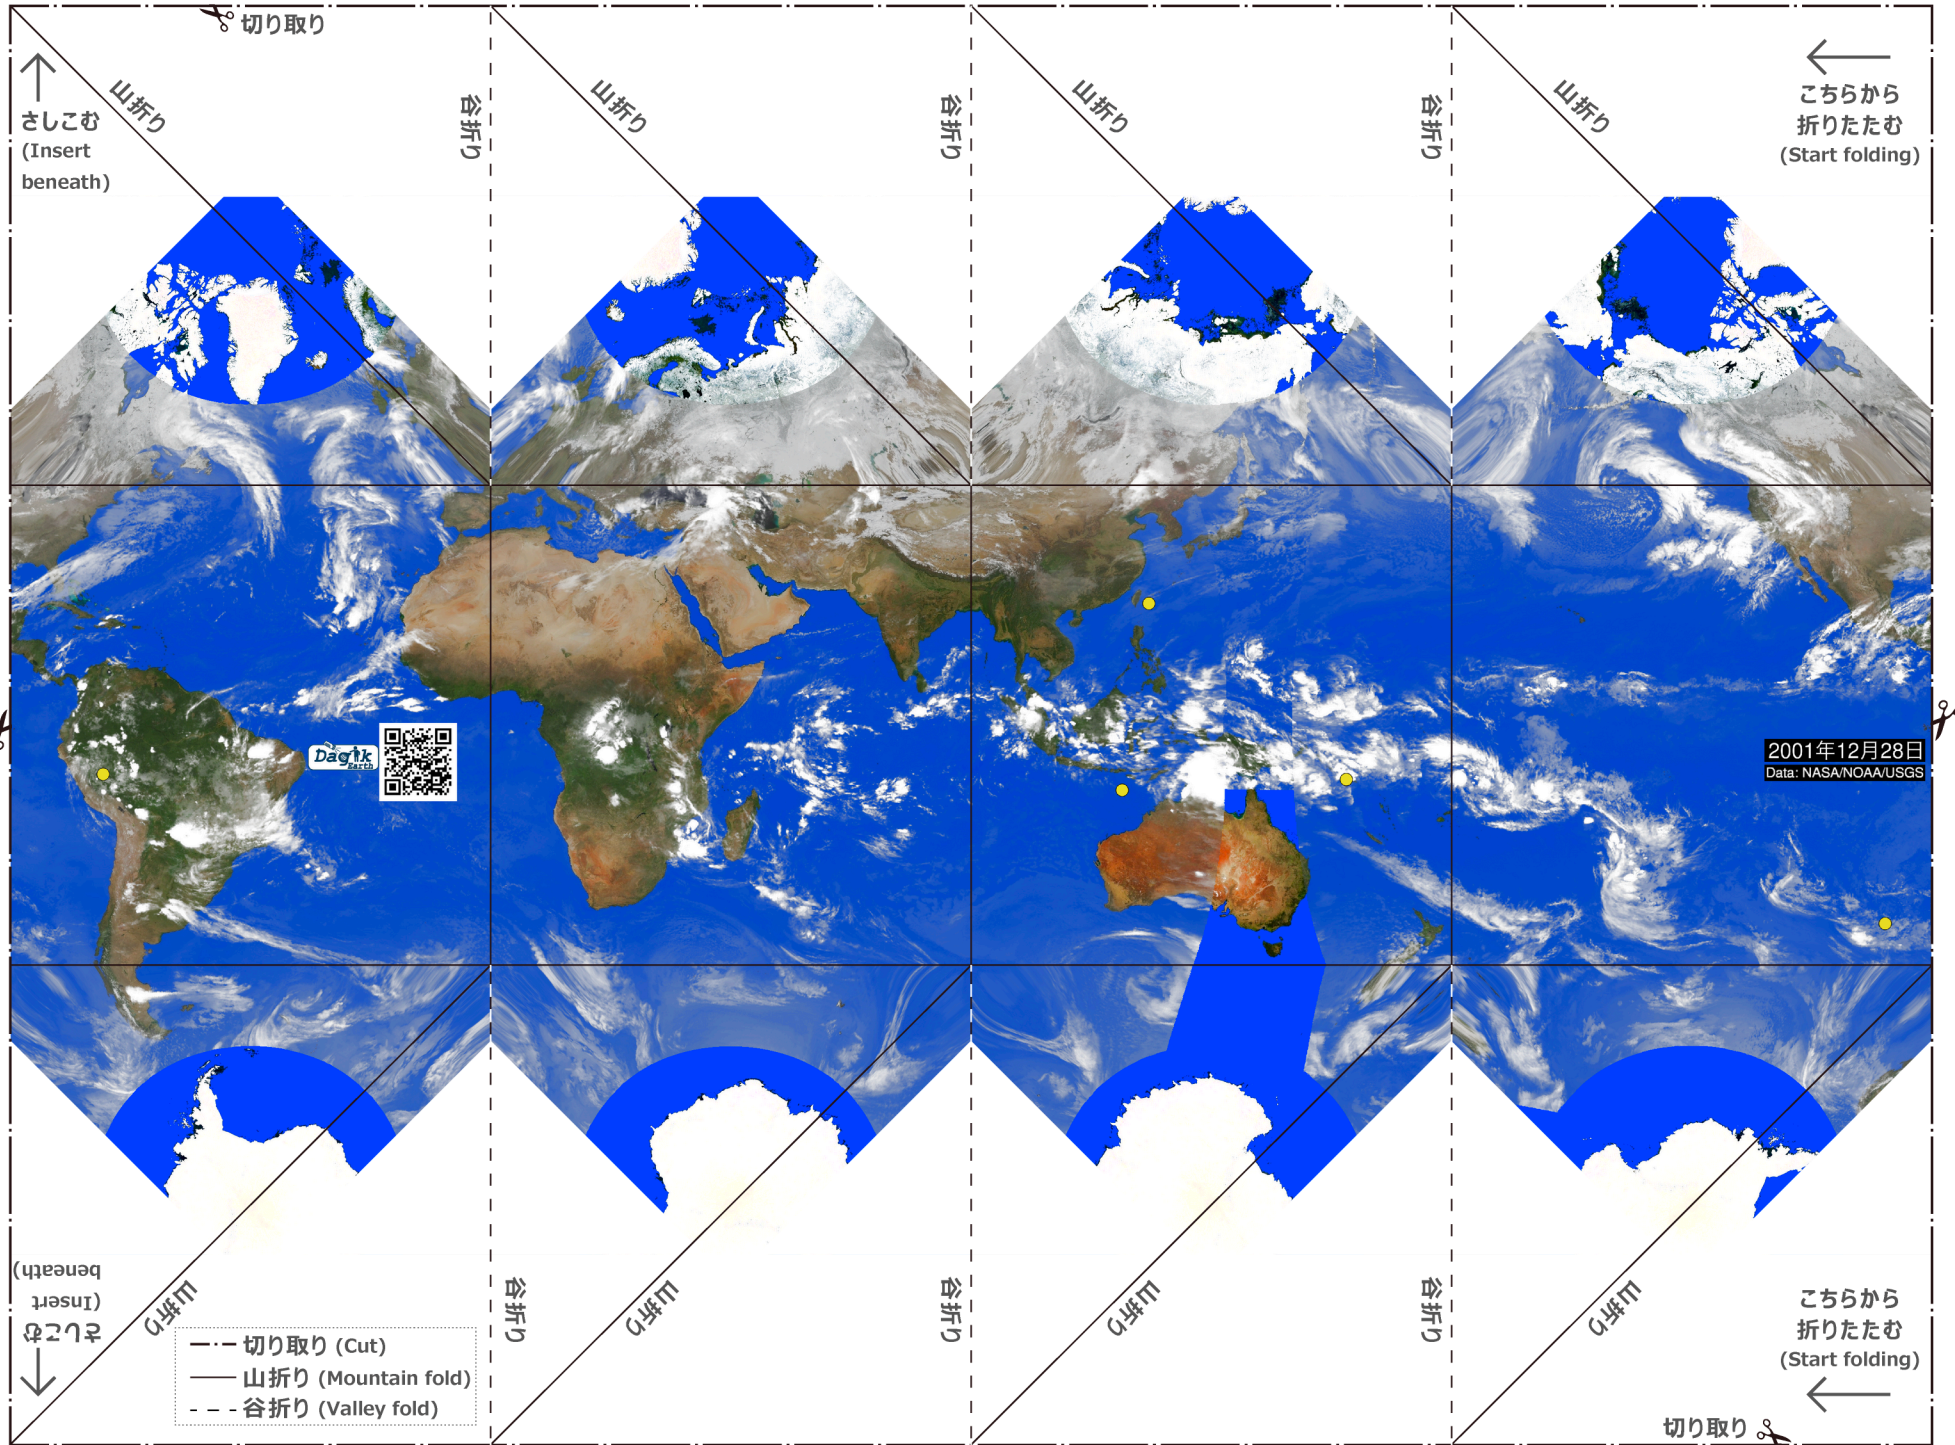 切り取り
さしこむ
(Insert
beneath)
山折り
谷折り
山折り
谷折り
山折り
谷折り
山折り
こちらから
折りたたむ
(Start folding)
Dagik
Earth
2001年12月28日
Data: NASA/NOAA/USGS
さしこむ
(Insert
beneath)
山折り
谷折り
山折り
谷折り
山折り
谷折り
山折り
こちらから
折りたたむ
(Start folding)
切り取り (Cut)
山折り (Mountain fold)
谷折り (Valley fold)
切り取り